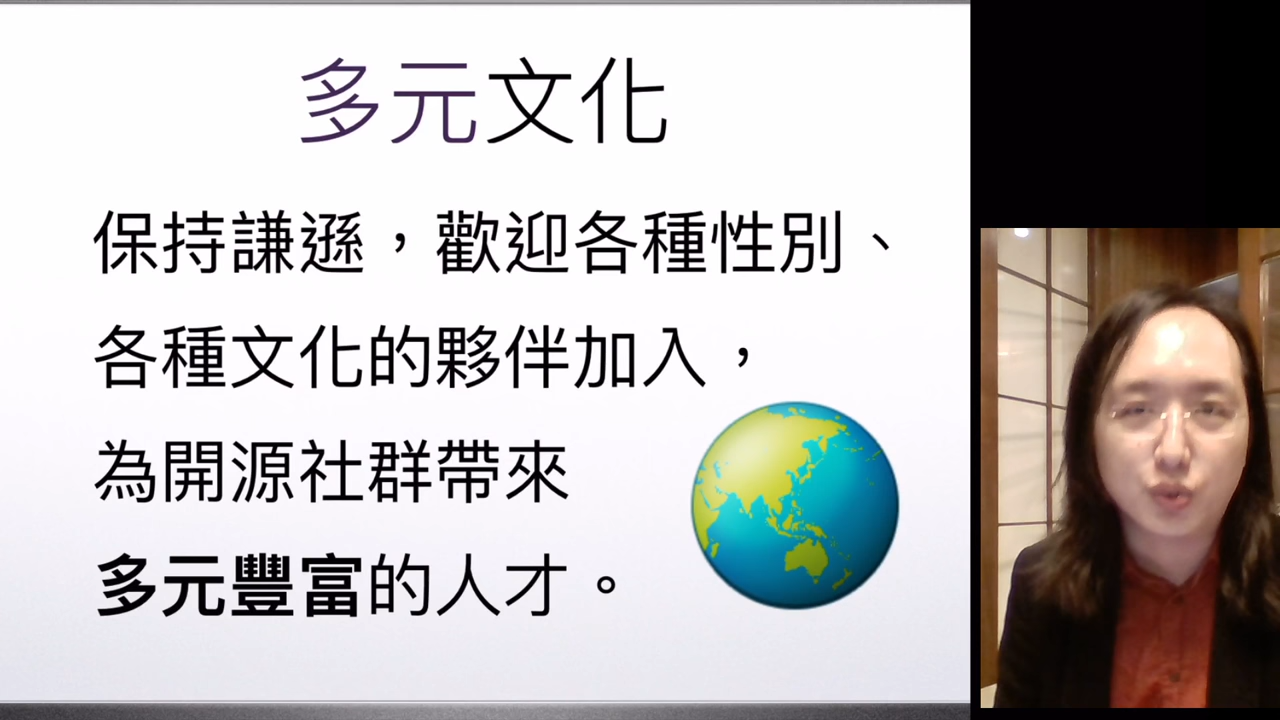 多元文化
保持謙遜，歡迎各種性別、
各種文化的夥伴加入，
為開源社群帶來
多元豐富的人才。